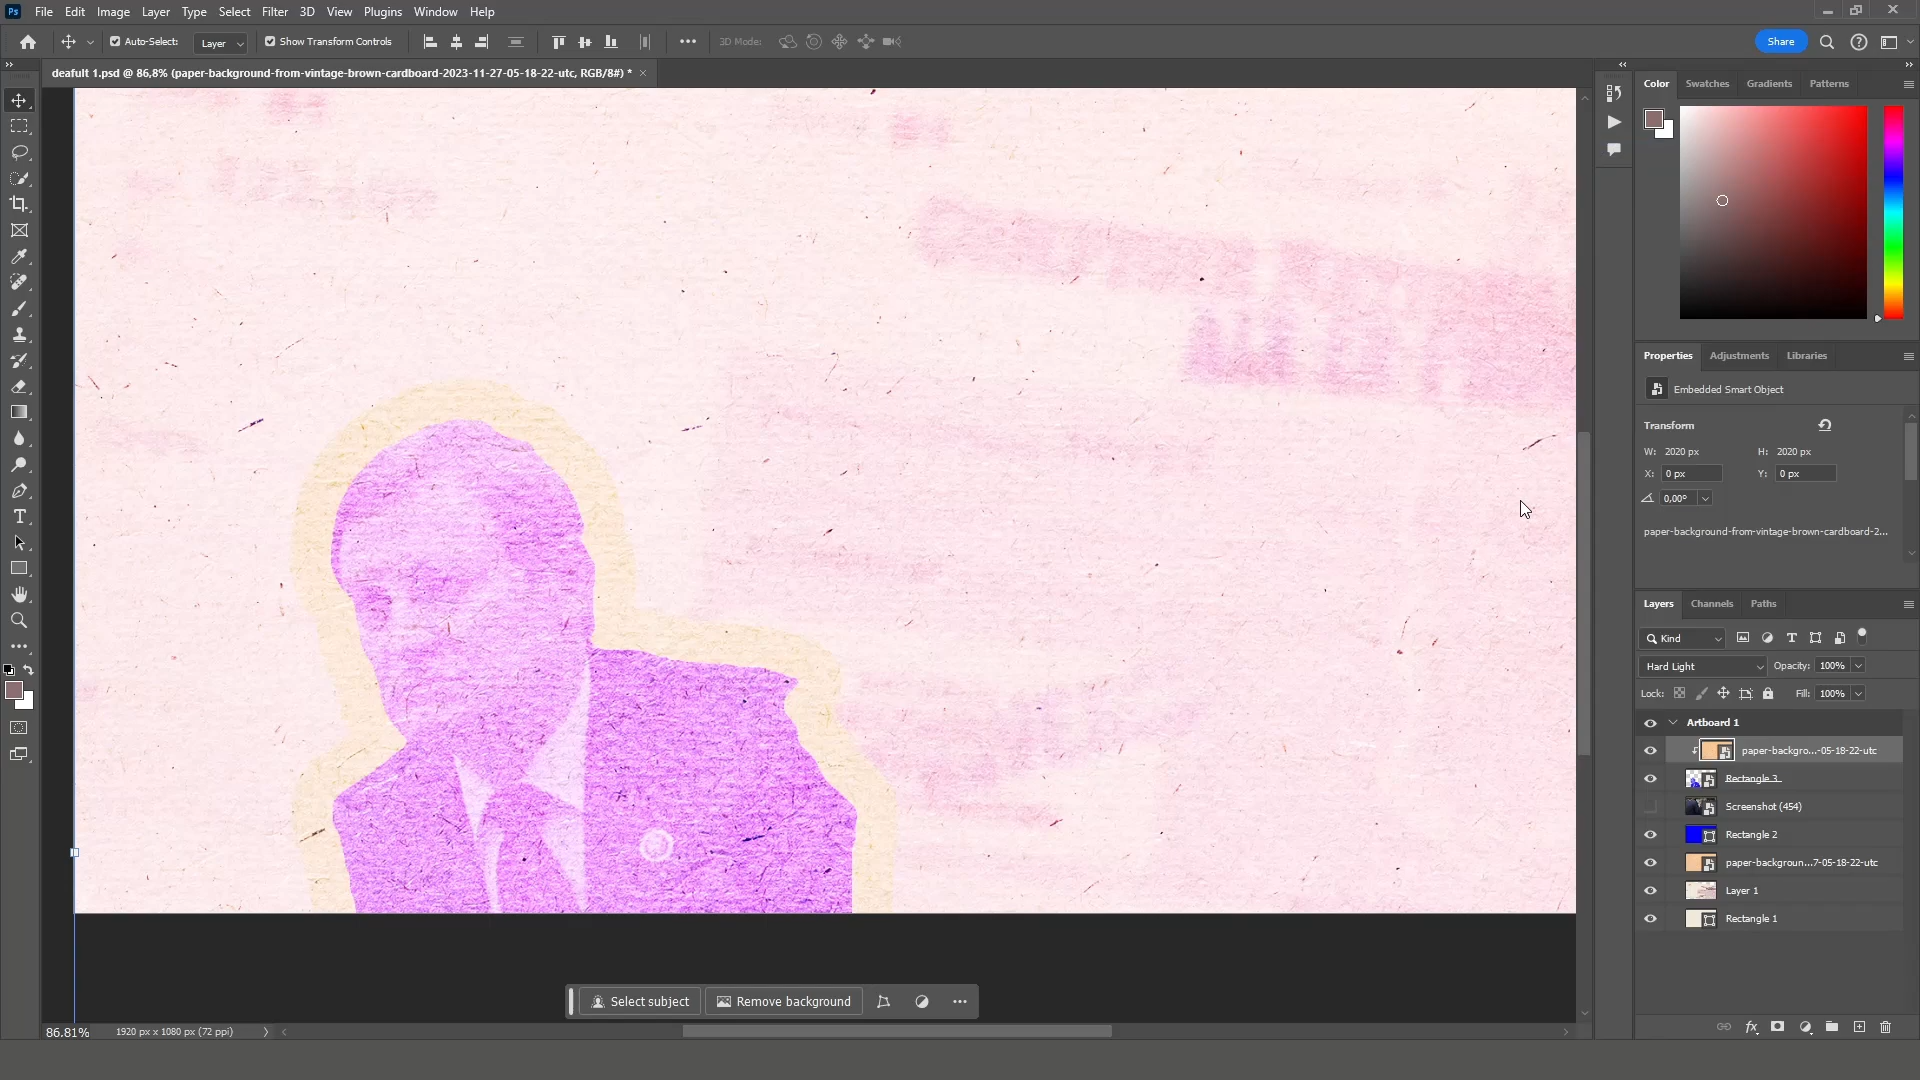 Ps File Edit Image Layer Type Select Filter 3D View Plugins Window Help
Auto-Select: Layer Show Transform Controls 3D Mode: Share
deafult 1.psd @ 86,8% (paper-background-from-vintage-brown-cardboard-2023-11-27-05-18-22-utc, RGB/8#) *
Color Swatches Gradients Patterns
Properties Adjustments Libraries
Embedded Smart Object
Transform
W: 2020 px H: 2020 px
X: 0 px Y: 0 px
0,00°
paper-background-from-vintage-brown-cardboard-2...
Layers Channels Paths
Kind
Hard Light Opacity: 100%
Lock: Fill: 100%
Artboard 1
paper-backgro...-05-18-22-utc
Rectangle 3
Screenshot (454)
Rectangle 2
paper-backgroun...7-05-18-22-utc
Layer 1
Rectangle 1
Select subject Remove background
86.81% 1920 px x 1080 px (72 ppi)